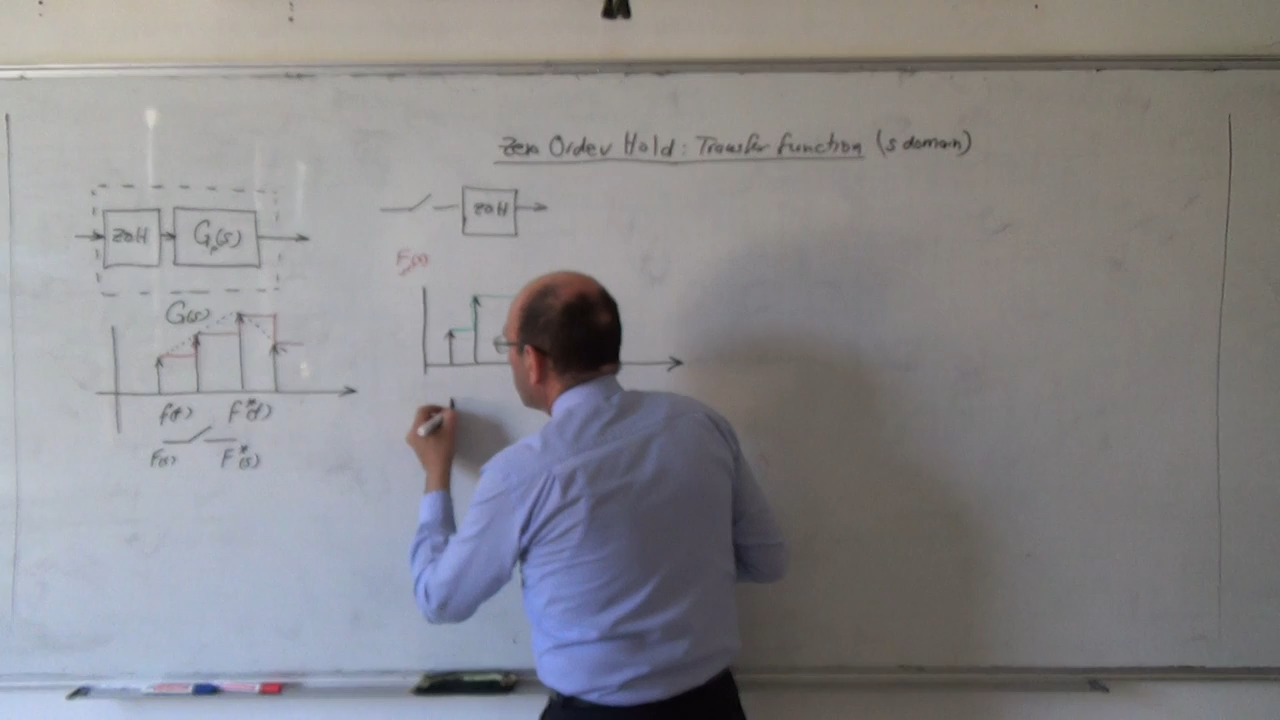 Zero Order Hold: Transfer function (s domain)
ZOH
Gp(s)
G(s)
f(t) F*(t)
F(s) F*(s)
ZOH
F(s)